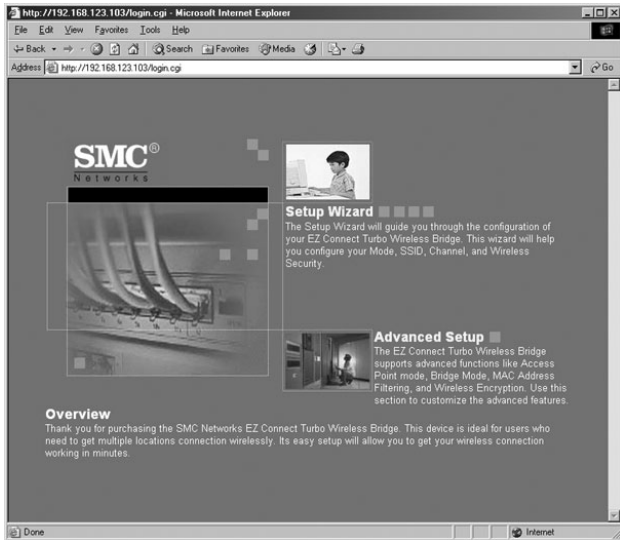 http://192.168.123.103/login.cgi - Microsoft Internet Explorer
File Edit View Favorites Tools Help
Back Search Favorites Media
Address http://192.168.123.103/login.cgi Go
SMC®
Networks
Setup Wizard
The Setup Wizard will guide you through the configuration of
your EZ Connect Turbo Wireless Bridge. This wizard will help
you configure your Mode, SSID, Channel, and Wireless
Security.
Advanced Setup
The EZ Connect Turbo Wireless Bridge
supports advanced functions like Access
Point mode, Bridge Mode, MAC Address
Filtering, and Wireless Encryption. Use this
section to customize the advanced features.
Overview
Thank you for purchasing the SMC Networks EZ Connect Turbo Wireless Bridge. This device is ideal for users who
need to get multiple locations connection wirelessly. Its easy setup will allow you to get your wireless connection
working in minutes.
Done Internet